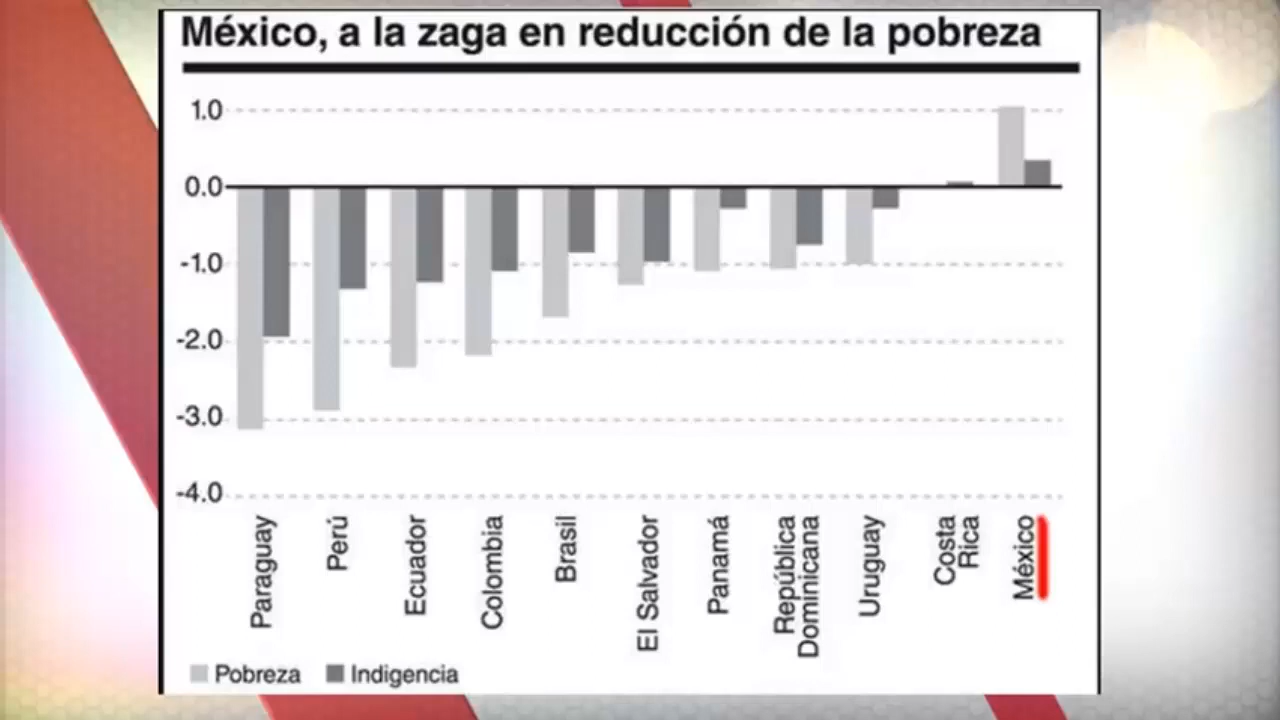 México, a la zaga en reducción de la pobreza
1.0
0.0
-1.0
-2.0
-3.0
-4.0
Paraguay
Perú
Ecuador
Colombia
Brasil
El Salvador
Panamá
República
Dominicana
Uruguay
Costa
Rica
México
Pobreza
Indigencia